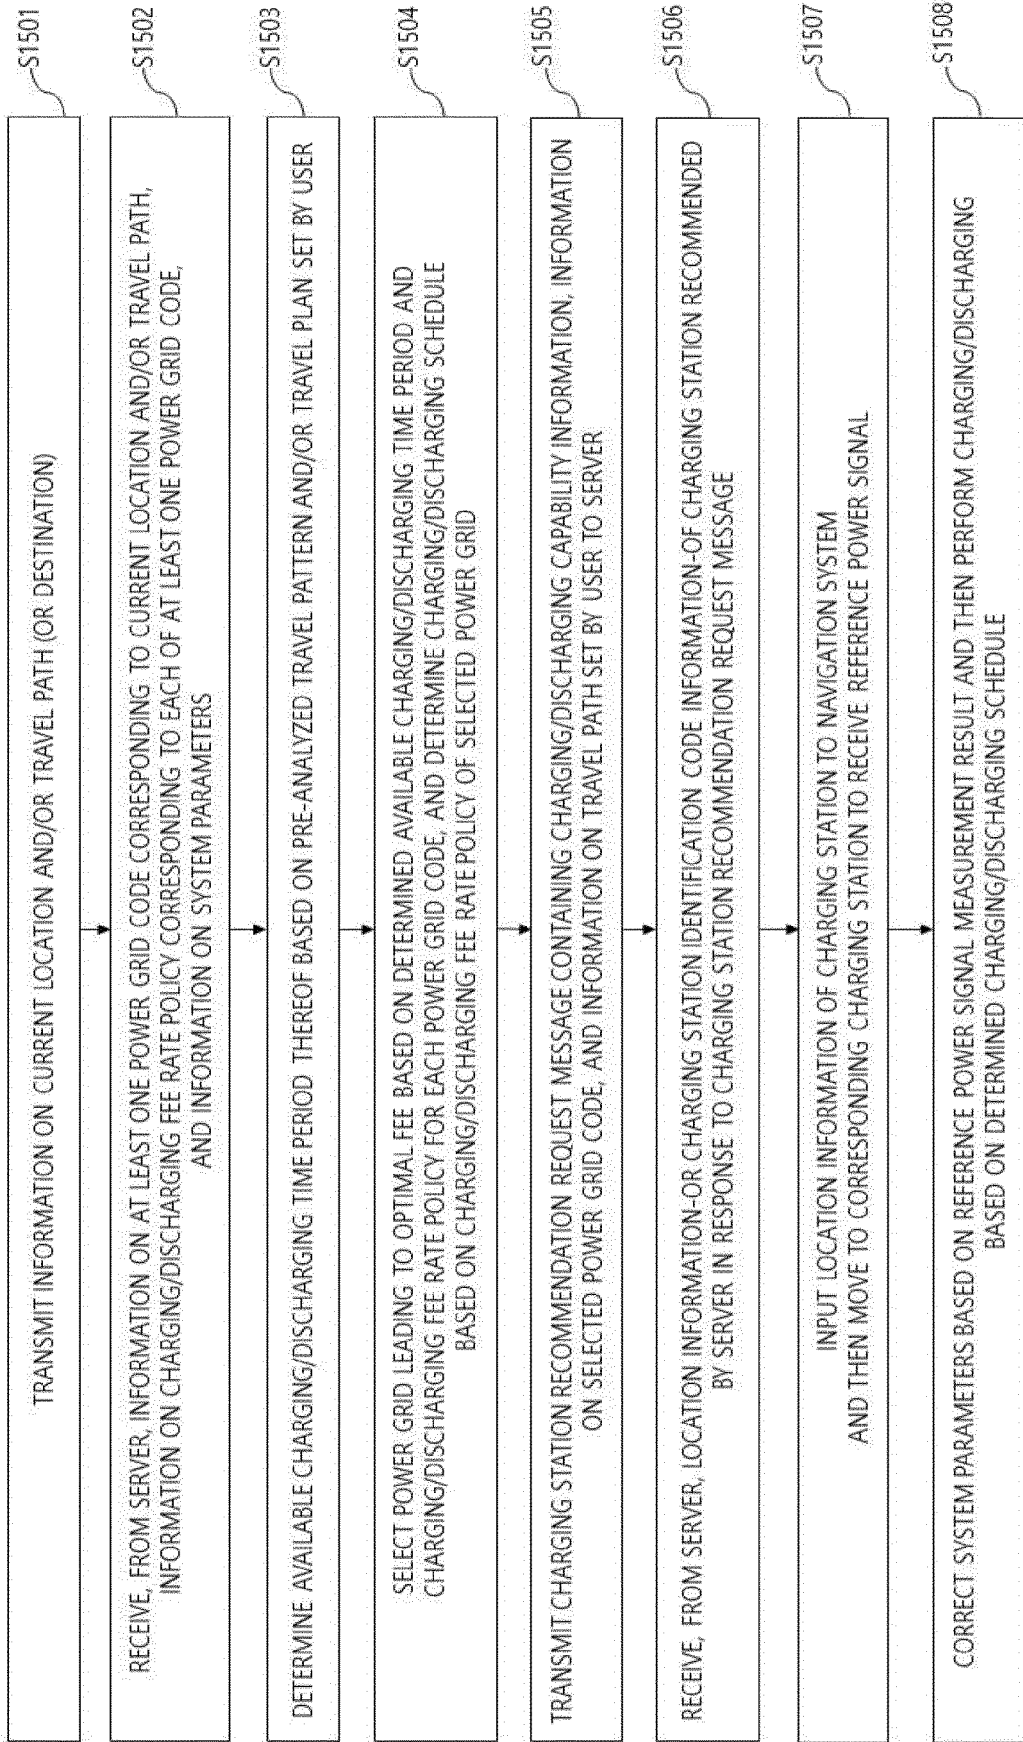 TRANSMIT INFORMATION ON CURRENT LOCATION AND/OR TRAVEL PATH (OR DESTINATION)
S1501
RECEIVE, FROM SERVER, INFORMATION ON AT LEAST ONE POWER GRID CODE CORRESPONDING TO CURRENT LOCATION AND/OR TRAVEL PATH,
INFORMATION ON CHARGING/DISCHARGING FEE RATE POLICY CORRESPONDING TO EACH OF AT LEAST ONE POWER GRID CODE,
AND INFORMATION ON SYSTEM PARAMETERS
S1502
DETERMINE AVAILABLE CHARGING/DISCHARGING TIME PERIOD THEREOF BASED ON PRE-ANALYZED TRAVEL PATTERN AND/OR TRAVEL PLAN SET BY USER
S1503
SELECT POWER GRID LEADING TO OPTIMAL FEE BASED ON DETERMINED AVAILABLE CHARGING/DISCHARGING TIME PERIOD AND
CHARGING/DISCHARGING FEE RATE POLICY FOR EACH POWER GRID CODE, AND DETERMINE CHARGING/DISCHARGING SCHEDULE
BASED ON CHARGING/DISCHARGING FEE RATE POLICY OF SELECTED POWER GRID
S1504
TRANSMIT CHARGING STATION RECOMMENDATION REQUEST MESSAGE CONTAINING CHARGING/DISCHARGING CAPABILITY INFORMATION, INFORMATION
ON SELECTED POWER GRID CODE, AND INFORMATION ON TRAVEL PATH SET BY USER TO SERVER
S1505
RECEIVE, FROM SERVER, LOCATION INFORMATION-OR CHARGING STATION IDENTIFICATION CODE INFORMATION-OF CHARGING STATION RECOMMENDED
BY SERVER IN RESPONSE TO CHARGING STATION RECOMMENDATION REQUEST MESSAGE
S1506
INPUT LOCATION INFORMATION OF CHARGING STATION TO NAVIGATION SYSTEM
AND THEN MOVE TO CORRESPONDING CHARGING STATION TO RECEIVE REFERENCE POWER SIGNAL
S1507
CORRECT SYSTEM PARAMETERS BASED ON REFERENCE POWER SIGNAL MEASUREMENT RESULT AND THEN PERFORM CHARGING/DISCHARGING
BASED ON DETERMINED CHARGING/DISCHARGING SCHEDULE
S1508